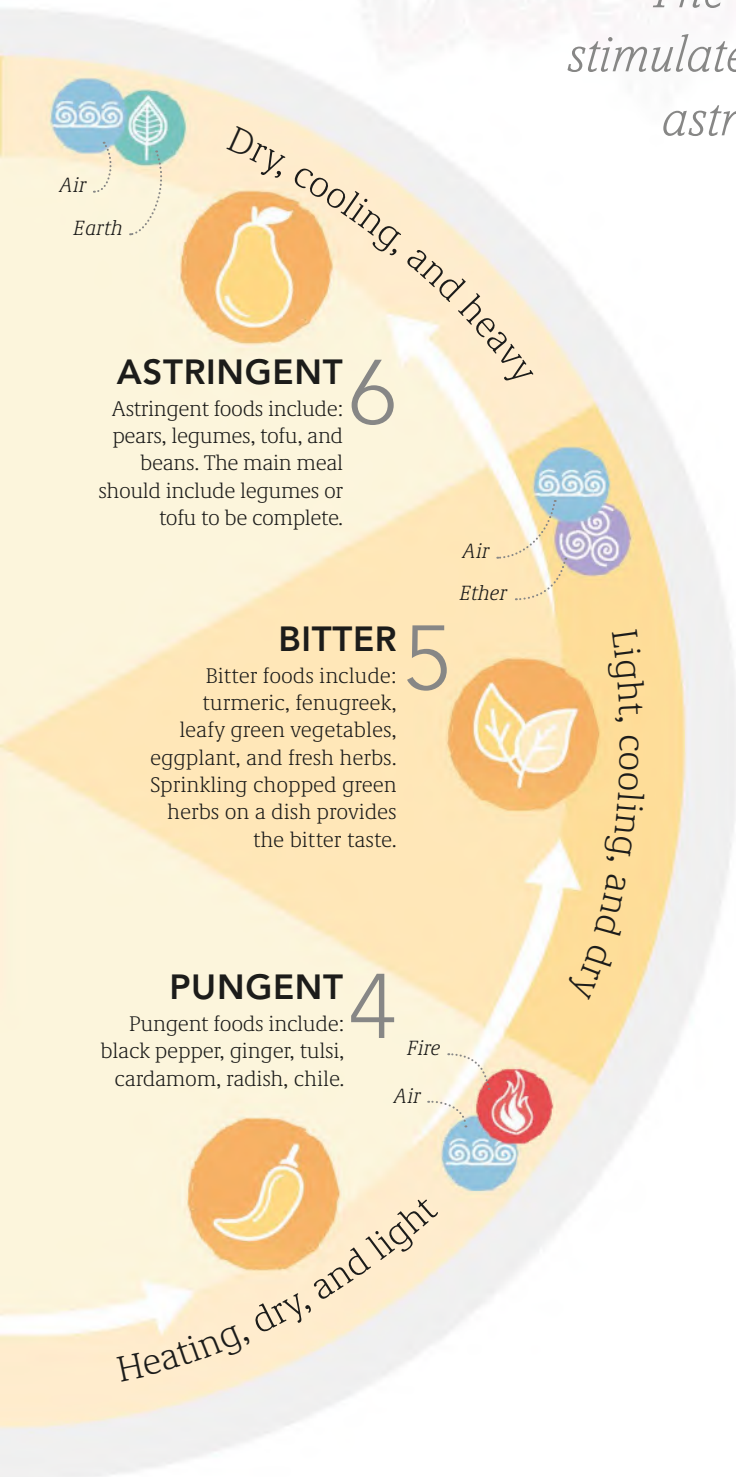 The
stimulate
astr
Air
Earth
Dry, cooling, and heavy
ASTRINGENT 6
Astringent foods include:
pears, legumes, tofu, and
beans. The main meal
should include legumes or
tofu to be complete.
Air
Ether
Light, cooling, and dry
BITTER 5
Bitter foods include:
turmeric, fenugreek,
leafy green vegetables,
eggplant, and fresh herbs.
Sprinkling chopped green
herbs on a dish provides
the bitter taste.
PUNGENT 4
Pungent foods include:
black pepper, ginger, tulsi,
cardamom, radish, chile.
Fire
Air
Heating, dry, and light